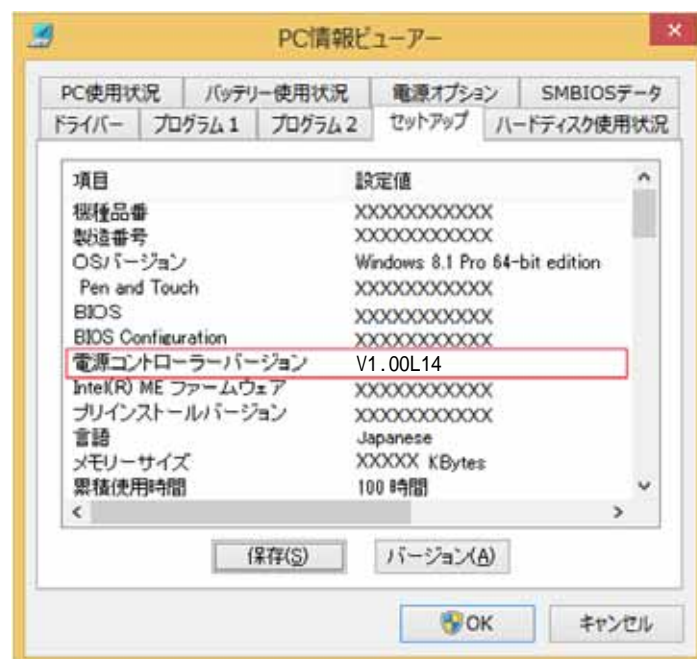 PC情報ビューアー
PC使用状況 バッテリー使用状況 電源オプション SMBIOSデータ
ドライバー プログラム1 プログラム2 セットアップ ハードディスク使用状況
項目 設定値
機種品番 XXXXXXXXXXX
製造番号 XXXXXXXXXXX
OSバージョン Windows 8.1 Pro 64-bit edition
Pen and Touch XXXXXXXXXXX
BIOS XXXXXXXXXXX
BIOS Configuration XXXXXXXXXXX
電源コントローラーバージョン V1.00L14
Intel(R) ME ファームウェア XXXXXXXXXXX
プリインストールバージョン XXXXXXXXXXX
言語 Japanese
メモリーサイズ XXXXX KBytes
累積使用時間 100 時間
保存(S) バージョン(A)
OK キャンセル